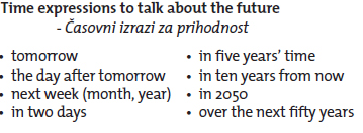 Time expressions to talk about the future
- Časovni izrazi za prihodnost
• tomorrow
• the day after tomorrow
• next week (month, year)
• in two days
• in five years' time
• in ten years from now
• in 2050
• over the next fifty years